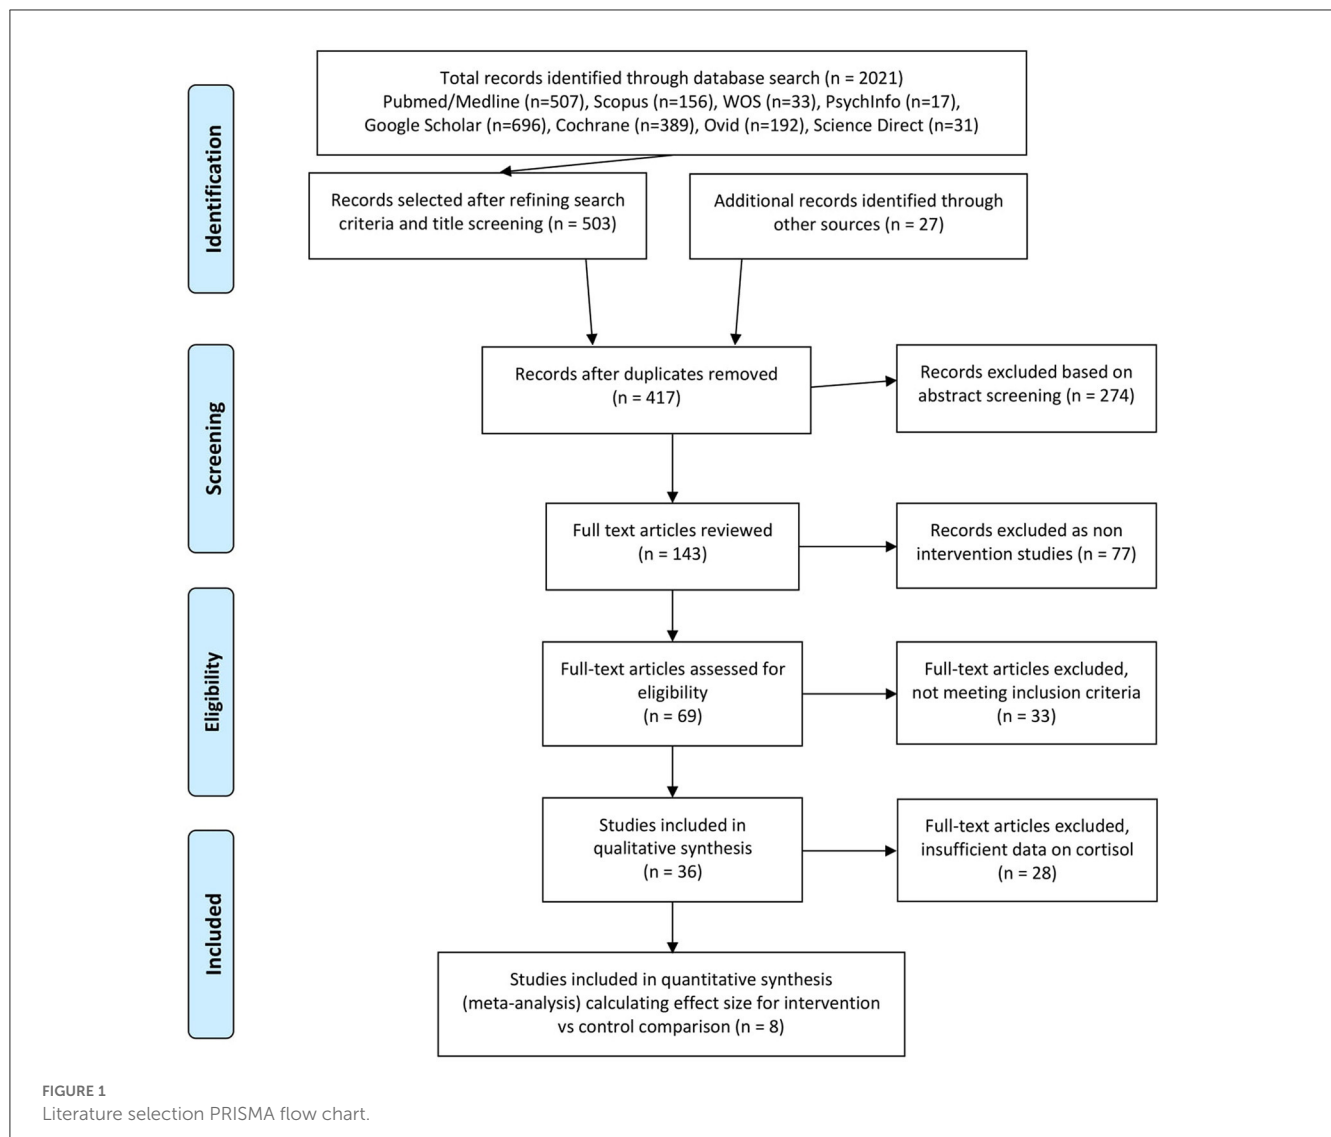 Total records identified through database search (n = 2021)
Pubmed/Medline (n=507), Scopus (n=156), WOS (n=33), PsychInfo (n=17),
Google Scholar (n=696), Cochrane (n=389), Ovid (n=192), Science Direct (n=31)
Identification
Records selected after refining search
criteria and title screening (n = 503)
Additional records identified through
other sources (n = 27)
Screening
Records after duplicates removed
(n = 417)
Records excluded based on
abstract screening (n = 274)
Full text articles reviewed
(n = 143)
Records excluded as non
intervention studies (n = 77)
Eligibility
Full-text articles assessed for
eligibility
(n = 69)
Full-text articles excluded,
not meeting inclusion criteria
(n = 33)
Included
Studies included in
qualitative synthesis
(n = 36)
Full-text articles excluded,
insufficient data on cortisol
(n = 28)
Studies included in quantitative synthesis
(meta-analysis) calculating effect size for intervention
vs control comparison (n = 8)
FIGURE 1
Literature selection PRISMA flow chart.